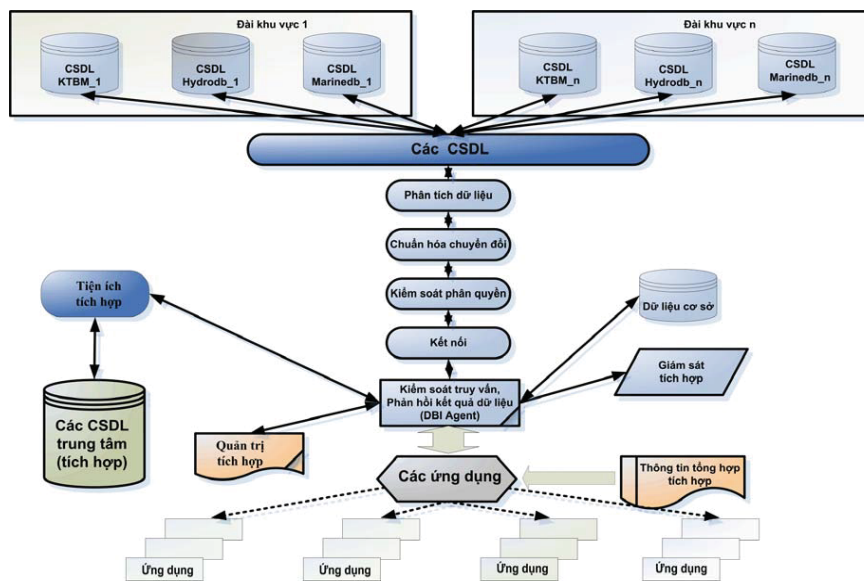 Đài khu vực 1
Đài khu vực n
CSDL
KTBM_1
CSDL
Hydrodb_1
CSDL
Marinedb_1
CSDL
KTBM_n
CSDL
Hydrodb_n
CSDL
Marinedb_n
Các CSDL
Phân tích dữ liệu
Chuẩn hóa chuyển đổi
Kiểm soát phân quyền
Kết nối
Tiện ích
tích hợp
Dữ liệu cơ sở
Giám sát
tích hợp
Kiểm soát truy vấn,
Phản hồi kết quả dữ liệu
(DBI Agent)
Các CSDL
trung tâm
(tích hợp)
Quản trị
tích hợp
Các ứng dụng
Thông tin tổng hợp
tích hợp
Ứng dụng
Ứng dụng
Ứng dụng
Ứng dụng